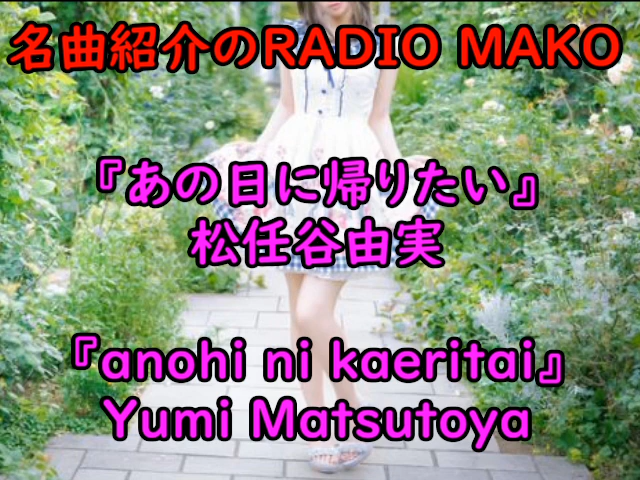 名曲紹介のRADIO MAKO
『あの日に帰りたい』
松任谷由実
『anohi ni kaeritai』
Yumi Matsutoya